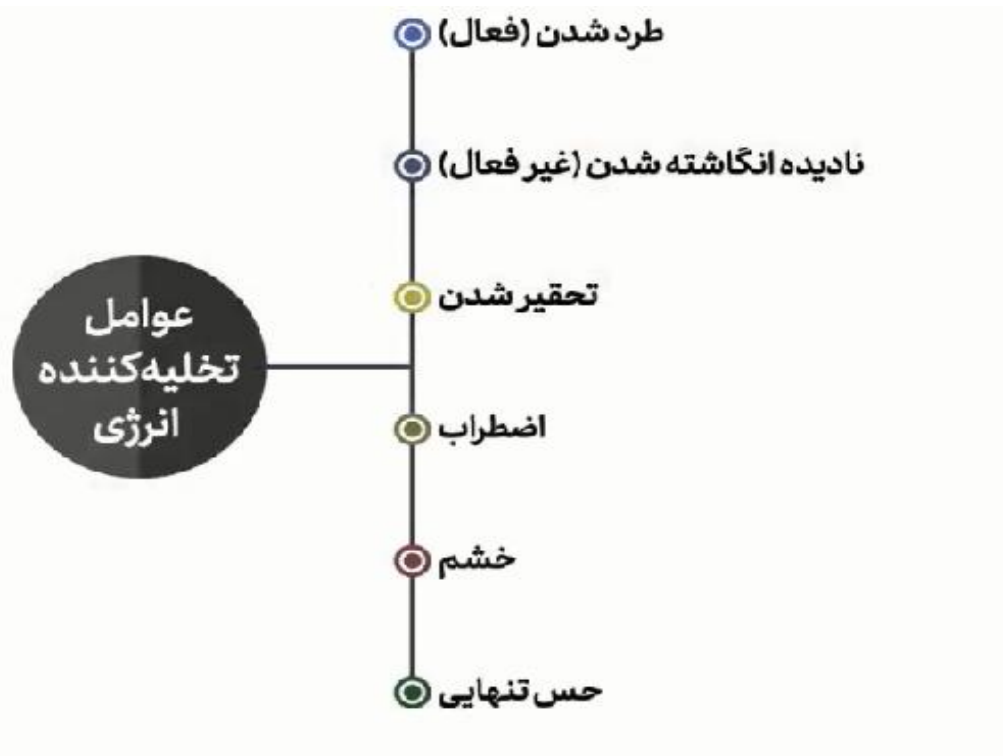 عوامل
تخلیه‌کننده
انرژی
طرد شدن (فعال)
نادیده انگاشته شدن (غیر فعال)
تحقیر شدن
اضطراب
خشم
حس تنهایی